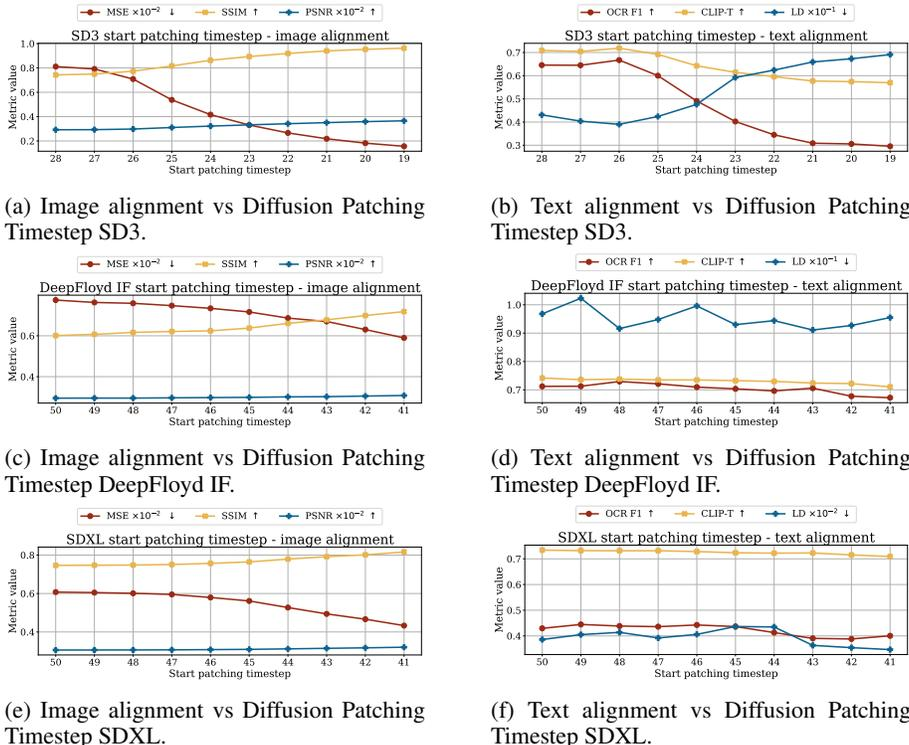 MSE ×10⁻² ↓ SSIM ↑ PSNR ×10⁻² ↑
SD3 start patching timestep - image alignment
Metric value
1.0
0.8
0.6
0.4
0.2
28 27 26 25 24 23 22 21 20 19
Start patching timestep
OCR F1 ↑ CLIP-T ↑ LD ×10⁻¹ ↓
SD3 start patching timestep - text alignment
Metric value
0.7
0.6
0.5
0.4
0.3
28 27 26 25 24 23 22 21 20 19
Start patching timestep
(a) Image alignment vs Diffusion Patching
Timestep SD3.
(b) Text alignment vs Diffusion Patching
Timestep SD3.
MSE ×10⁻² ↓ SSIM ↑ PSNR ×10⁻² ↑
DeepFloyd IF start patching timestep - image alignment
Metric value
0.6
0.4
50 49 48 47 46 45 44 43 42 41
Start patching timestep
OCR F1 ↑ CLIP-T ↑ LD ×10⁻¹ ↓
DeepFloyd IF start patching timestep - text alignment
Metric value
1.0
0.9
0.8
0.7
50 49 48 47 46 45 44 43 42 41
Start patching timestep
(c) Image alignment vs Diffusion Patching
Timestep DeepFloyd IF.
(d) Text alignment vs Diffusion Patching
Timestep DeepFloyd IF.
MSE ×10⁻² ↓ SSIM ↑ PSNR ×10⁻² ↑
SDXL start patching timestep - image alignment
Metric value
0.8
0.6
0.4
50 49 48 47 46 45 44 43 42 41
Start patching timestep
OCR F1 ↑ CLIP-T ↑ LD ×10⁻² ↓
SDXL start patching timestep - text alignment
Metric value
0.7
0.6
0.5
0.4
50 49 48 47 46 45 44 43 42 41
Start patching timestep
(e) Image alignment vs Diffusion Patching
Timestep SDXL.
(f) Text alignment vs Diffusion Patching
Timestep SDXL.